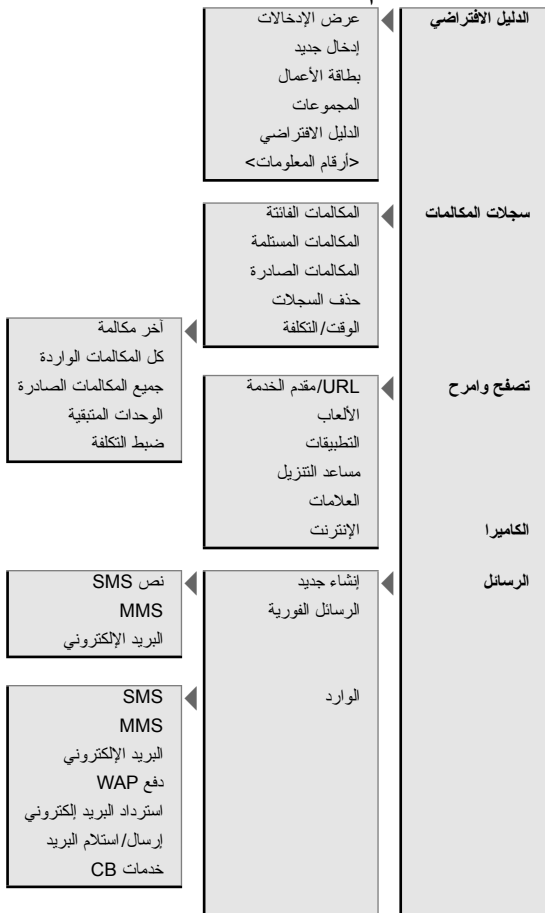 الدليل الافتراضي
عرض الإدخالات
إدخال جديد
بطاقة الأعمال
المجموعات
الدليل الافتراضي
<أرقام المعلومات>
سجلات المكالمات
المكالمات الفائتة
المكالمات المستلمة
المكالمات الصادرة
حذف السجلات
الوقت/التكلفة
آخر مكالمة
كل المكالمات الواردة
جميع المكالمات الصادرة
الوحدات المتبقية
ضبط التكلفة
تصفح وامرح
URL/مقدم الخدمة
الألعاب
التطبيقات
مساعد التنزيل
العلامات
الإنترنت
الكاميرا
الرسائل
إنشاء جديد
نص SMS
MMS
البريد الإلكتروني
الرسائل الفورية
الوارد
SMS
MMS
البريد الإلكتروني
دفع WAP
استرداد البريد إلكتروني
إرسال/استلام البريد
خدمات CB